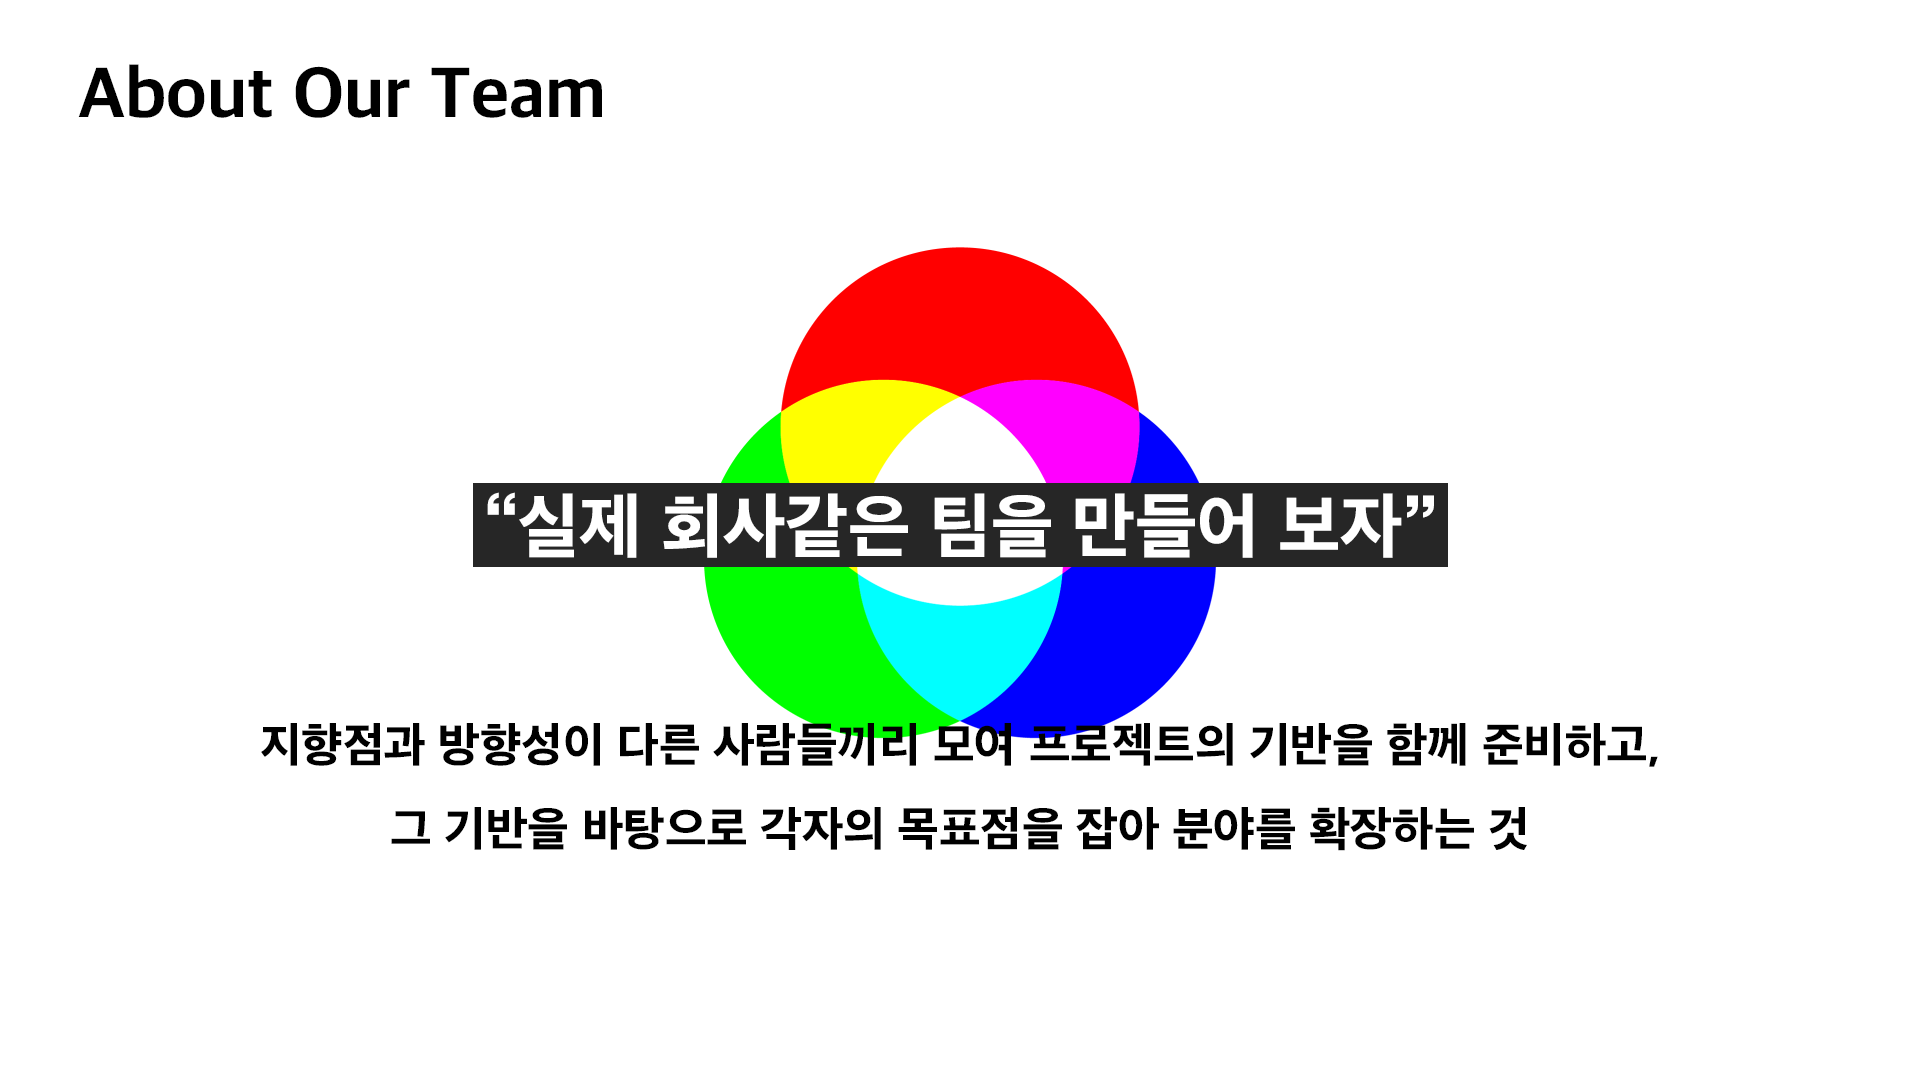 About Our Team
“실제 회사같은 팀을 만들어 보자”
지향점과 방향성이 다른 사람들끼리 모여 프로젝트의 기반을 함께 준비하고,
그 기반을 바탕으로 각자의 목표점을 잡아 분야를 확장하는 것